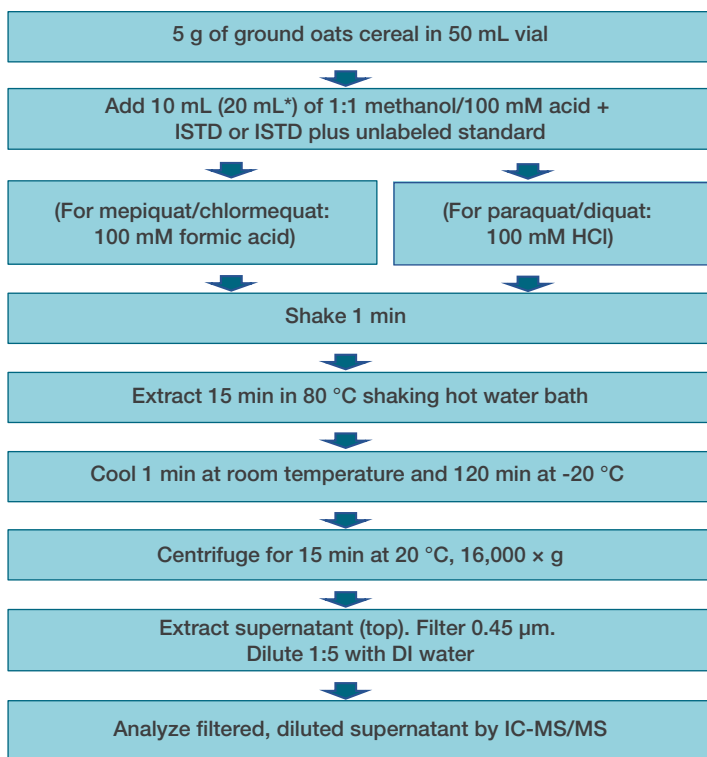 5 g of ground oats cereal in 50 mL vial
Add 10 mL (20 mL*) of 1:1 methanol/100 mM acid +
ISTD or ISTD plus unlabeled standard
(For mepiquat/chlormequat:
100 mM formic acid)
(For paraquat/diquat:
100 mM HCl)
Shake 1 min
Extract 15 min in 80 °C shaking hot water bath
Cool 1 min at room temperature and 120 min at -20 °C
Centrifuge for 15 min at 20 °C, 16,000 × g
Extract supernatant (top). Filter 0.45 µm.
Dilute 1:5 with DI water
Analyze filtered, diluted supernatant by IC-MS/MS